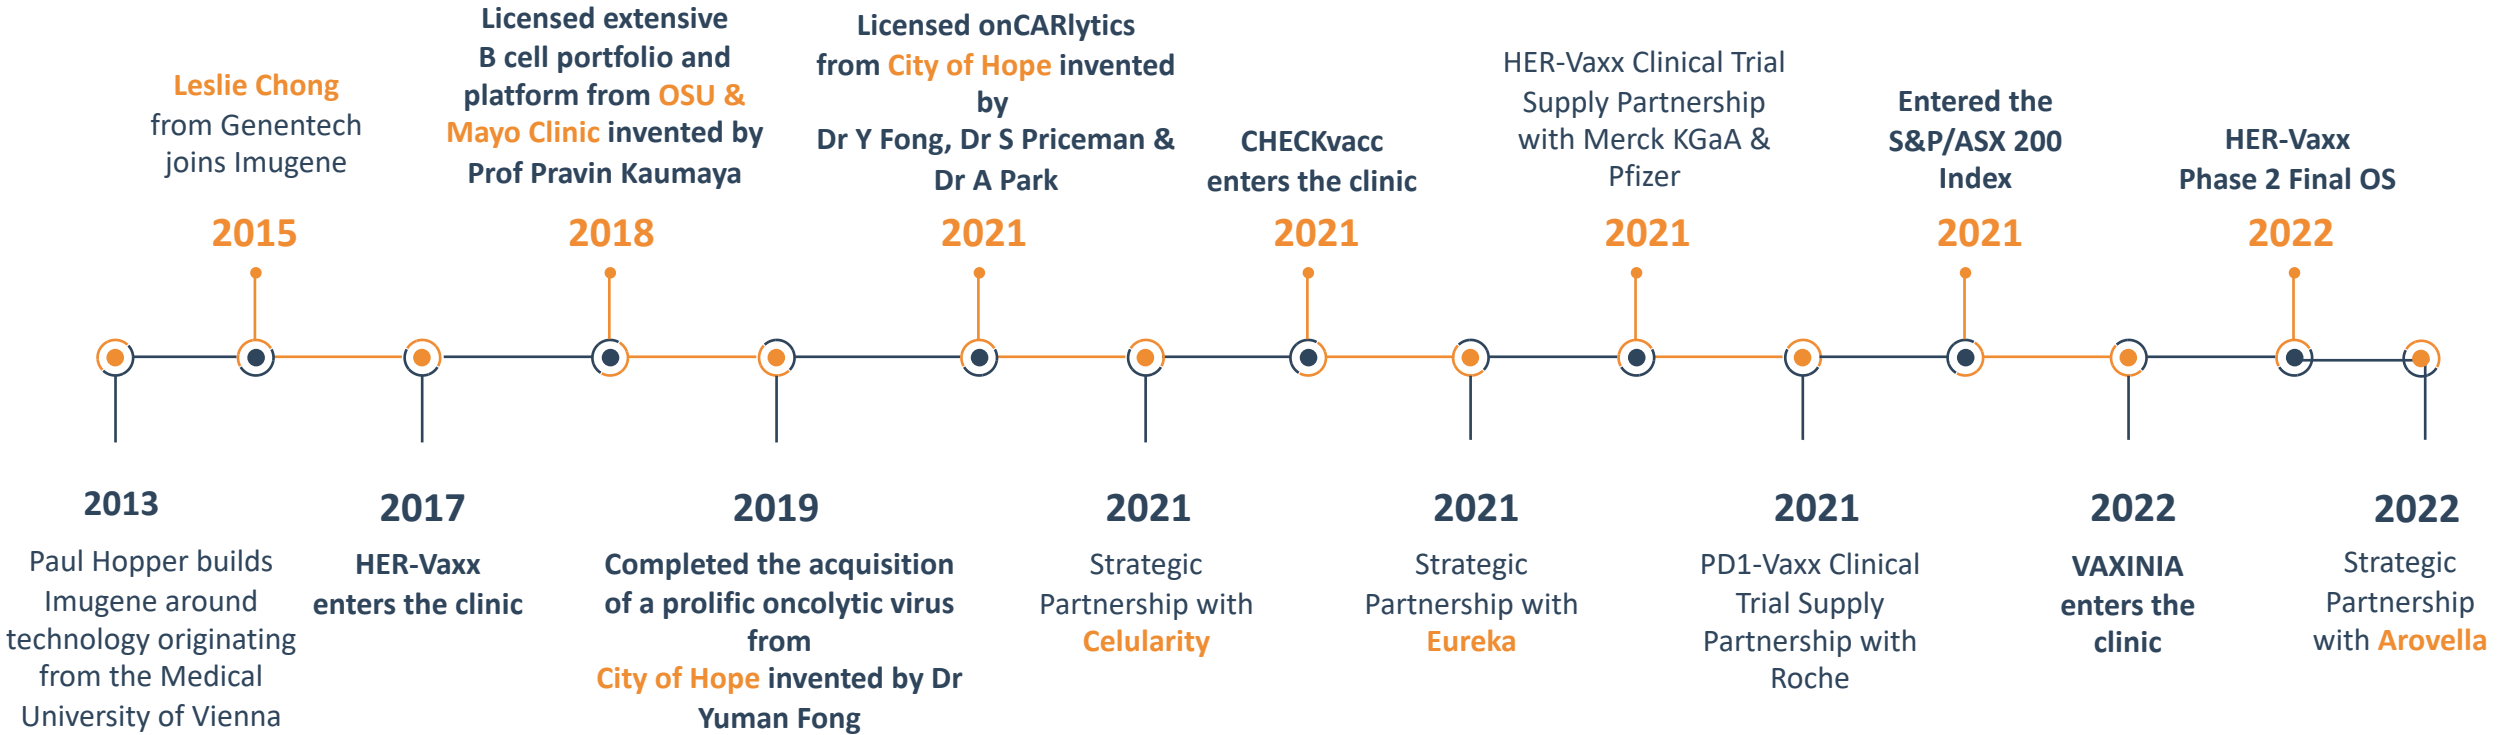 Leslie Chong
from Genentech
joins Imugene
2015
Licensed extensive
B cell portfolio and
platform from OSU &
Mayo Clinic invented by
Prof Pravin Kaumaya
2018
Licensed onCARlytics
from City of Hope invented
by
Dr Y Fong, Dr S Priceman &
Dr A Park
2021
CHECKvacc
enters the clinic
2021
HER-Vaxx Clinical Trial
Supply Partnership
with Merck KGaA &
Pfizer
2021
Entered the
S&P/ASX 200
Index
2021
HER-Vaxx
Phase 2 Final OS
2022
2013
Paul Hopper builds
Imugene around
technology originating
from the Medical
University of Vienna
2017
HER-Vaxx
enters the clinic
2019
Completed the acquisition
of a prolific oncolytic virus
from
City of Hope invented by Dr
Yuman Fong
2021
Strategic
Partnership with
Celularity
2021
Strategic
Partnership with
Eureka
2021
PD1-Vaxx Clinical
Trial Supply
Partnership with
Roche
2022
VAXINIA
enters the
clinic
2022
Strategic
Partnership
with Arovella